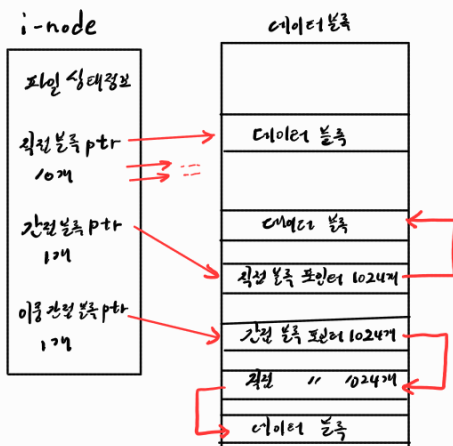 i-node
파일 상태정보
직접 블록 ptr
10개
간접 블록 ptr
1개
이중 간접 블록 ptr
1개
데이터 블록
데이터 블록
데이터 블록
직접 블록 포인터 1024개
간접 블록 포인터 1024개
직접 〃 1024개
데이터 블록